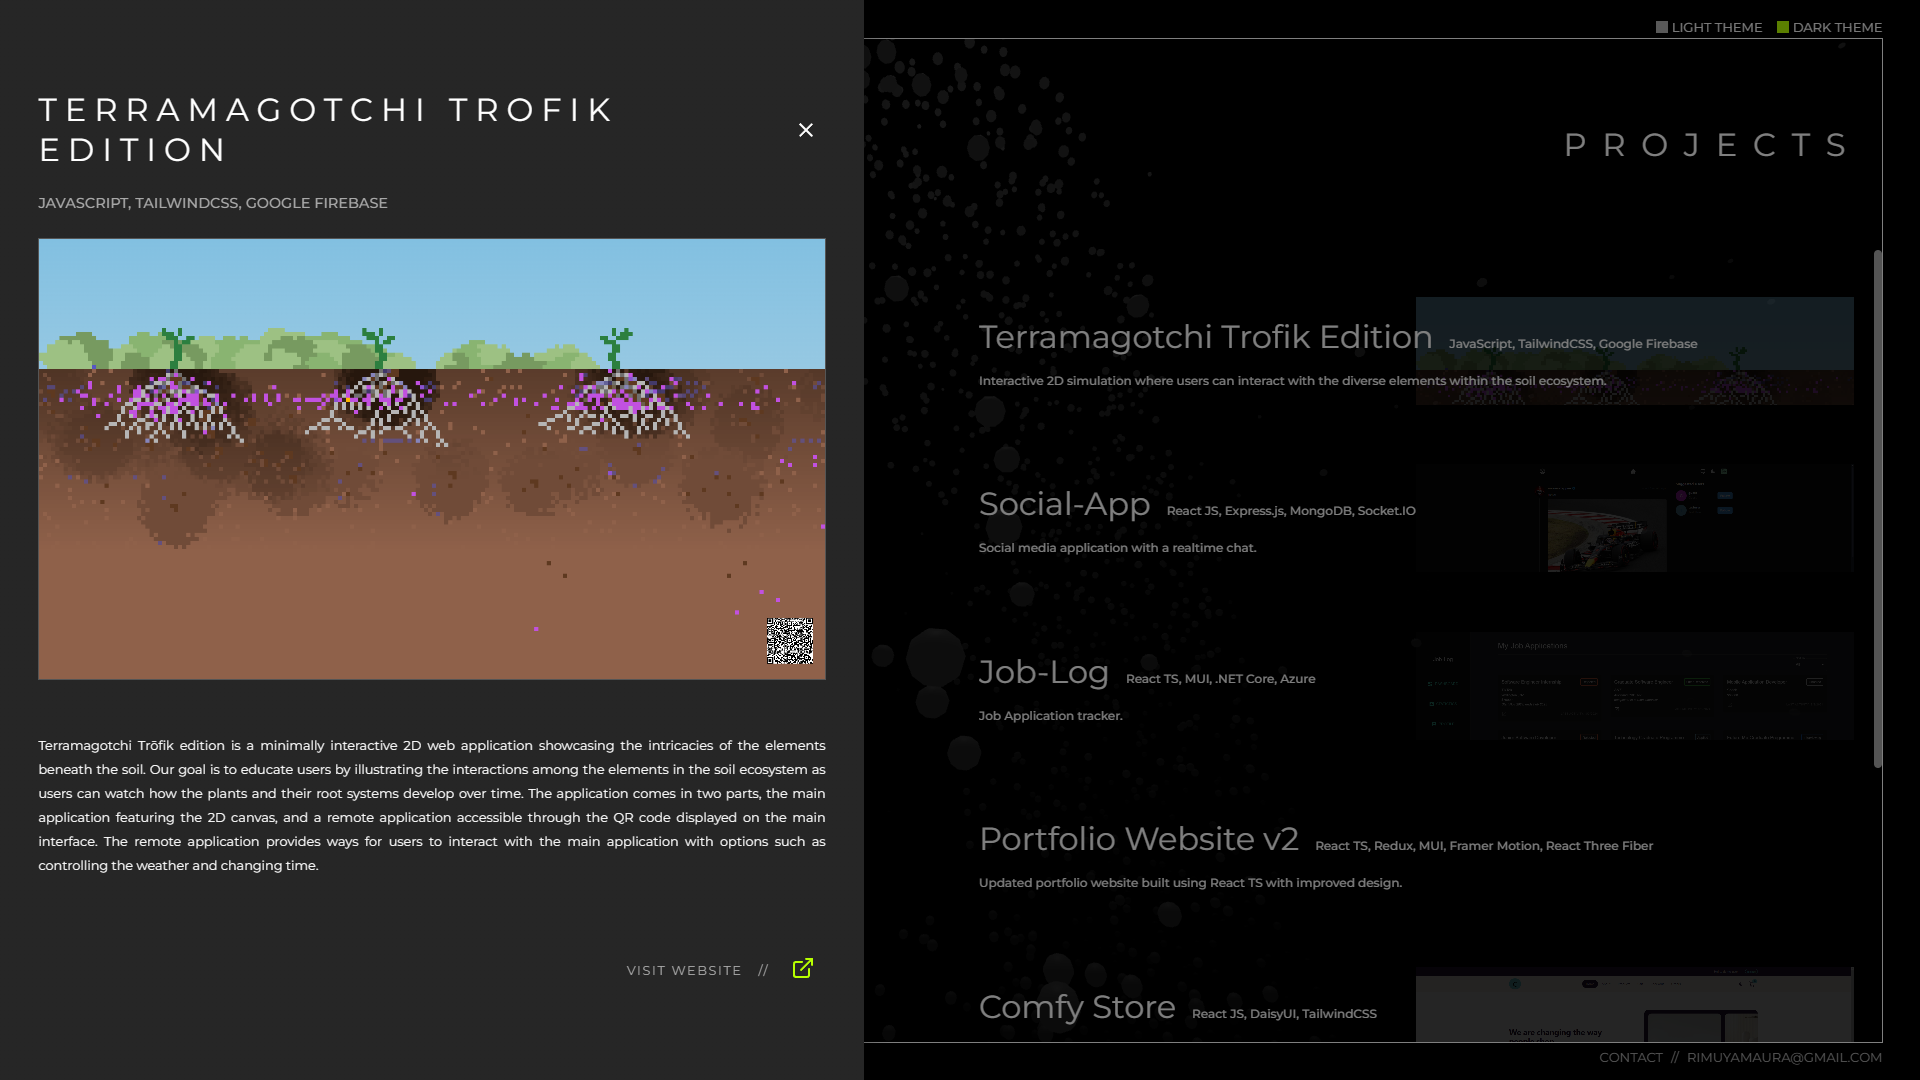 TERRAMAGOTCHI TROFIK
EDITION
JAVASCRIPT, TAILWINDCSS, GOOGLE FIREBASE
Terramagotchi Trōfik edition is a minimally interactive 2D web application showcasing the intricacies of the elements
beneath the soil. Our goal is to educate users by illustrating the interactions among the elements in the soil ecosystem as
users can watch how the plants and their root systems develop over time. The application comes in two parts, the main
application featuring the 2D canvas, and a remote application accessible through the QR code displayed on the main
interface. The remote application provides ways for users to interact with the main application with options such as
controlling the weather and changing time.
VISIT WEBSITE //
LIGHT THEME DARK THEME
PROJECTS
Terramagotchi Trofik Edition JavaScript, TailwindCSS, Google Firebase
Interactive 2D simulation where users can interact with the diverse elements within the soil ecosystem.
Social-App React JS, Express.js, MongoDB, Socket.IO
Social media application with a realtime chat.
Job-Log React TS, MUI, .NET Core, Azure
Job Application tracker.
My Job Applications
Portfolio Website v2 React TS, Redux, MUI, Framer Motion, React Three Fiber
Updated portfolio website built using React TS with improved design.
Comfy Store React JS, DaisyUI, TailwindCSS
We are changing the way
CONTACT // RIMUYAMAURA@GMAIL.COM